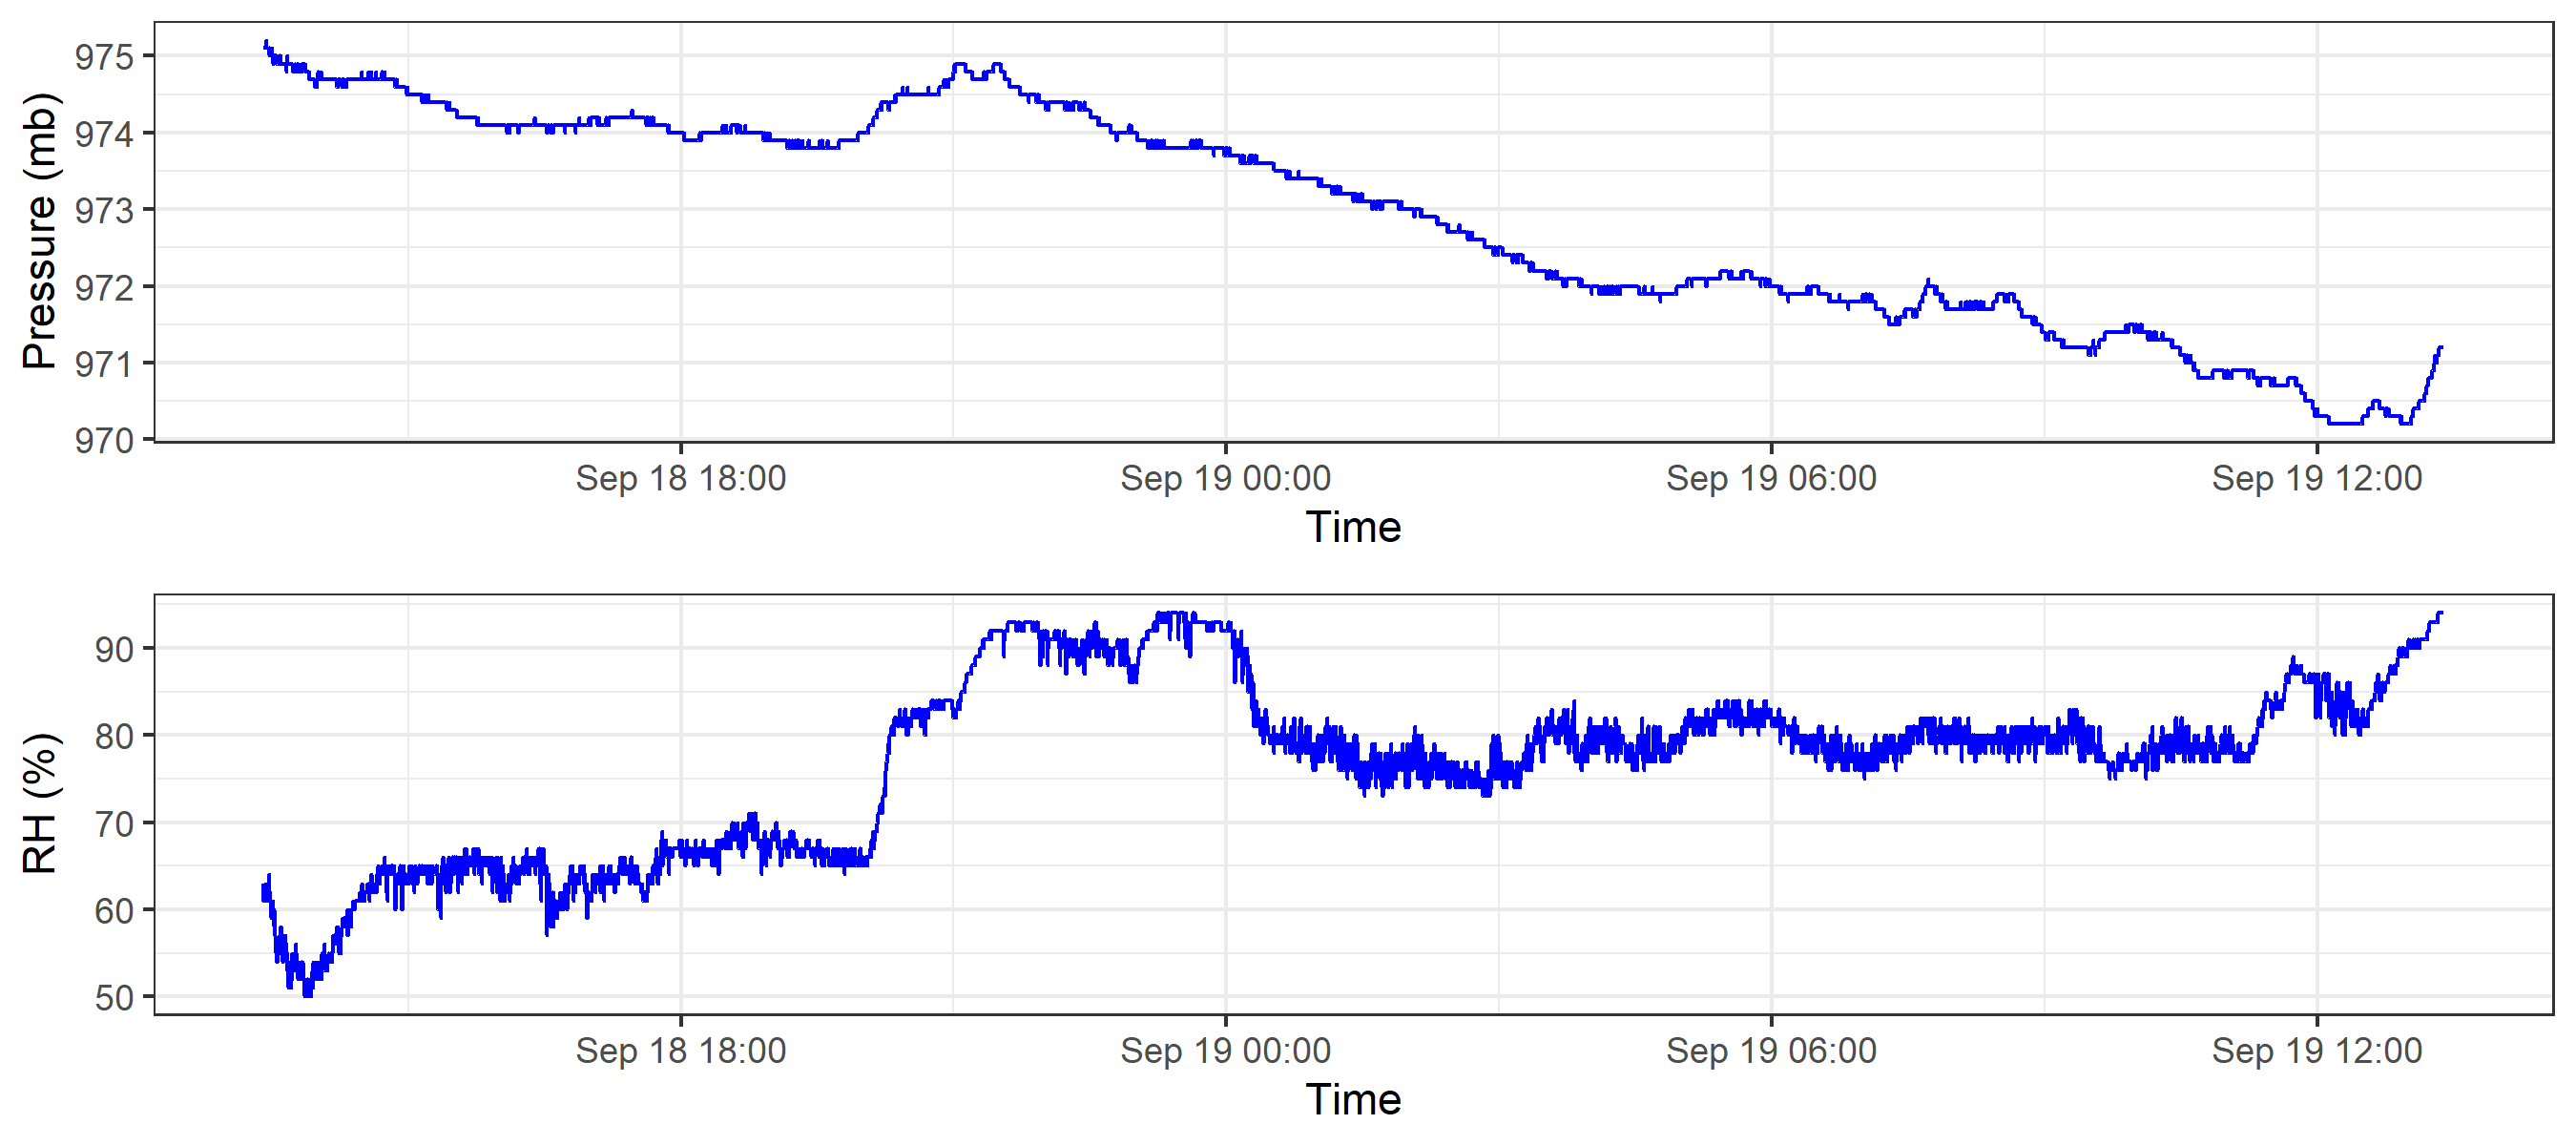 Pressure (mb)
975
974
973
972
971
970
Sep 18 18:00
Sep 19 00:00
Sep 19 06:00
Sep 19 12:00
Time
RH (%)
90
80
70
60
50
Sep 18 18:00
Sep 19 00:00
Sep 19 06:00
Sep 19 12:00
Time